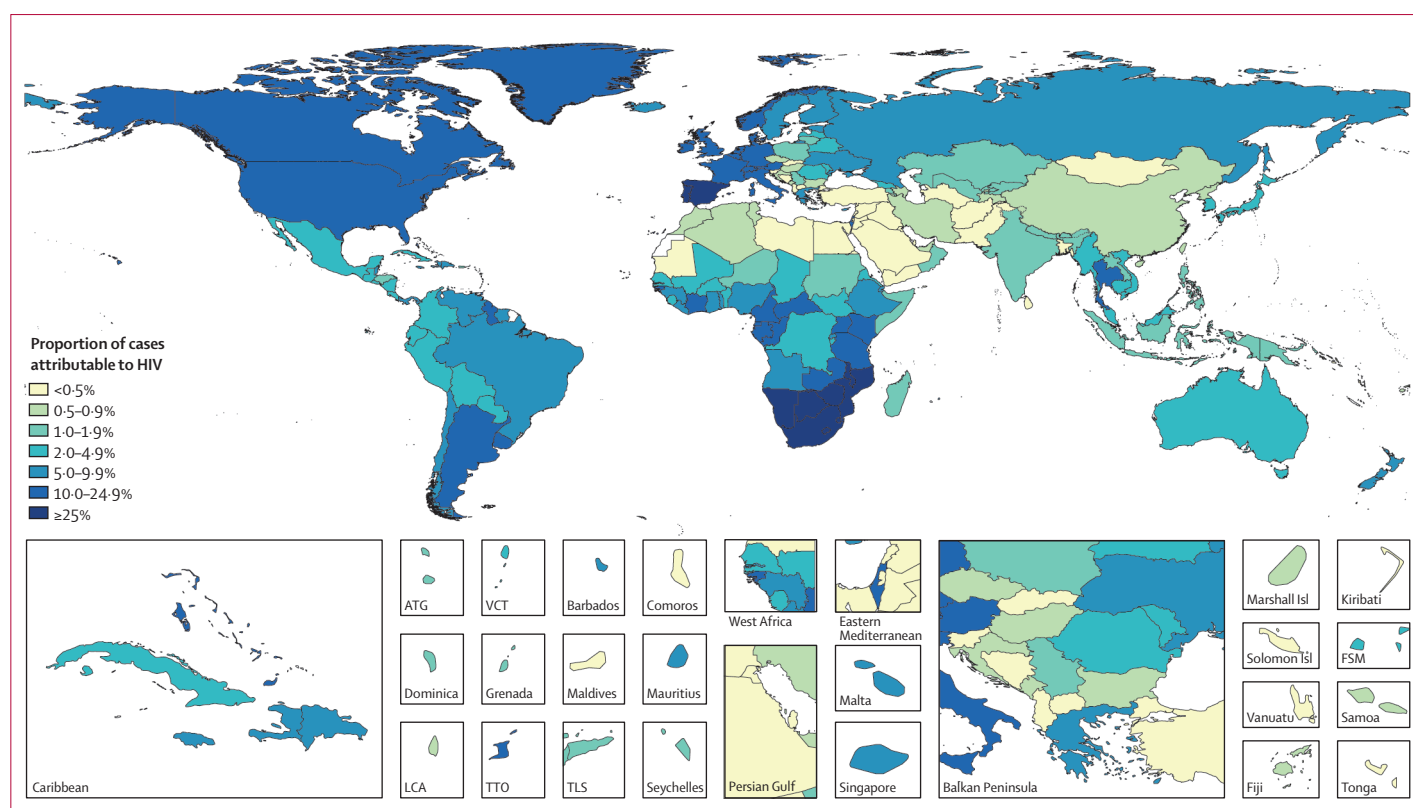 Proportion of cases
attributable to HIV
<0·5%
0·5–0·9%
1·0–1·9%
2·0–4·9%
5·0–9·9%
10·0–24·9%
≥25%
Caribbean
ATG
VCT
Barbados
Comoros
West Africa
Eastern
Mediterranean
Marshall Isl
Kiribati
Dominica
Grenada
Maldives
Mauritius
Malta
Solomon Isl
FSM
Vanuatu
Samoa
LCA
TTO
TLS
Seychelles
Persian Gulf
Singapore
Balkan Peninsula
Fiji
Tonga